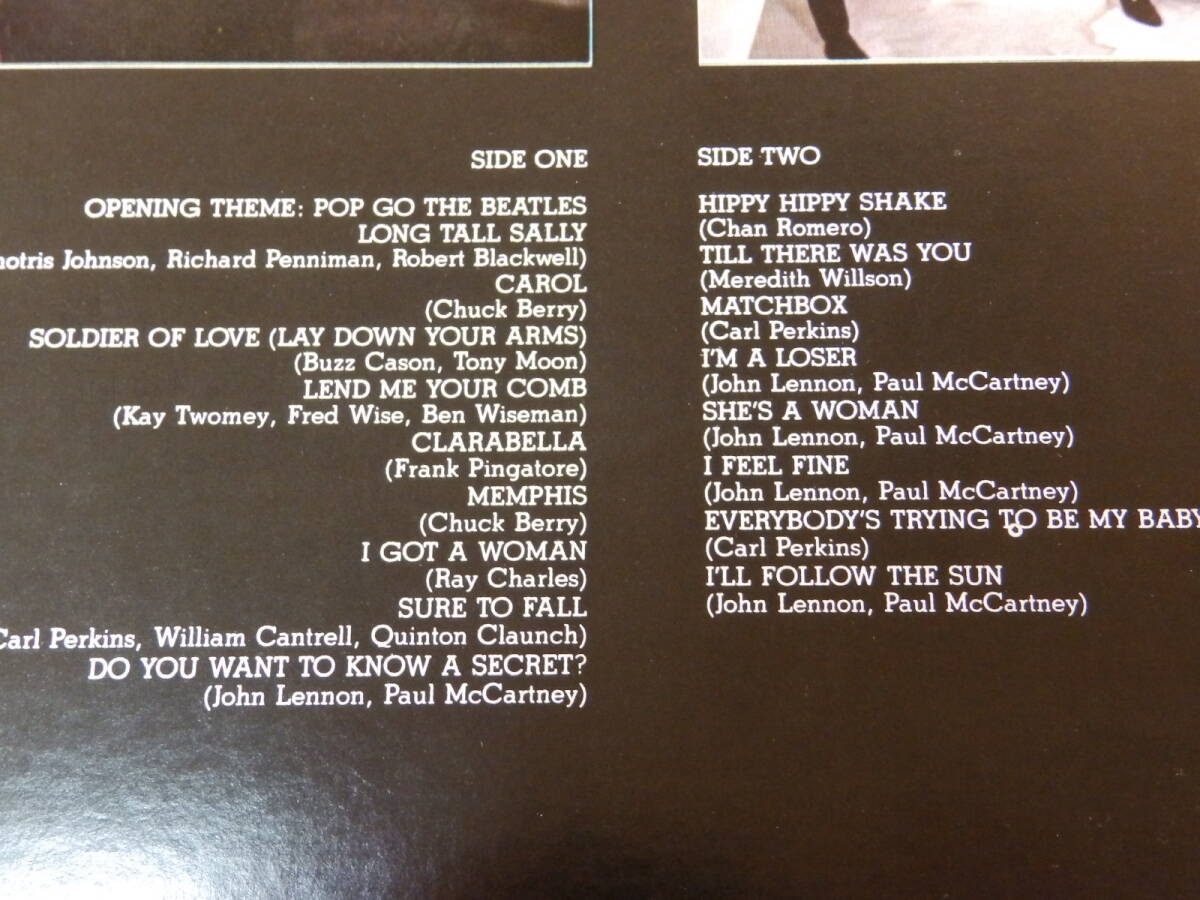 SIDE ONE
OPENING THEME: POP GO THE BEATLES
LONG TALL SALLY
Johnson, Richard Penniman, Robert Blackwell)
CAROL
(Chuck Berry)
SOLDIER OF LOVE (LAY DOWN YOUR ARMS)
(Buzz Cason, Tony Moon)
LEND ME YOUR COMB
(Kay Twomey, Fred Wise, Ben Wiseman)
CLARABELLA
(Frank Pingatore)
MEMPHIS
(Chuck Berry)
I GOT A WOMAN
(Ray Charles)
SURE TO FALL
Carl Perkins, William Cantrell, Quinton Claunch)
DO YOU WANT TO KNOW A SECRET?
(John Lennon, Paul McCartney)
SIDE TWO
HIPPY HIPPY SHAKE
(Chan Romero)
TILL THERE WAS YOU
(Meredith Willson)
MATCHBOX
(Carl Perkins)
I'M A LOSER
(John Lennon, Paul McCartney)
SHE'S A WOMAN
(John Lennon, Paul McCartney)
I FEEL FINE
(John Lennon, Paul McCartney)
EVERYBODY'S TRYING TO BE MY BABY
(Carl Perkins)
I'LL FOLLOW THE SUN
(John Lennon, Paul McCartney)